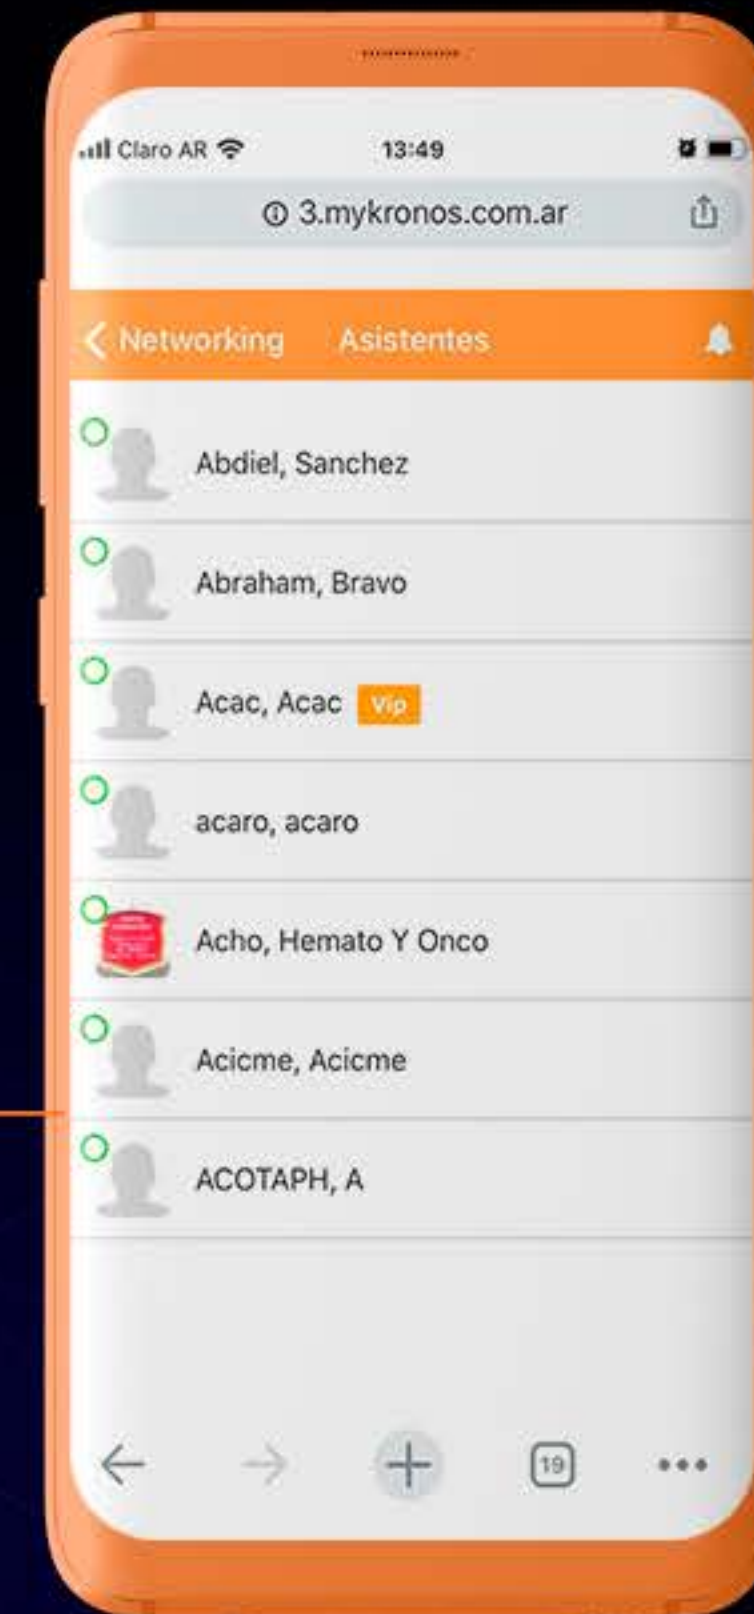 Claro AR
13:49
3.mykronos.com.ar
Networking Asistentes
Abdiel, Sanchez
Abraham, Bravo
Acac, Acac Vip
acaro, acaro
Acho, Hemato Y Onco
Acicme, Acicme
ACOTAPH, A
19